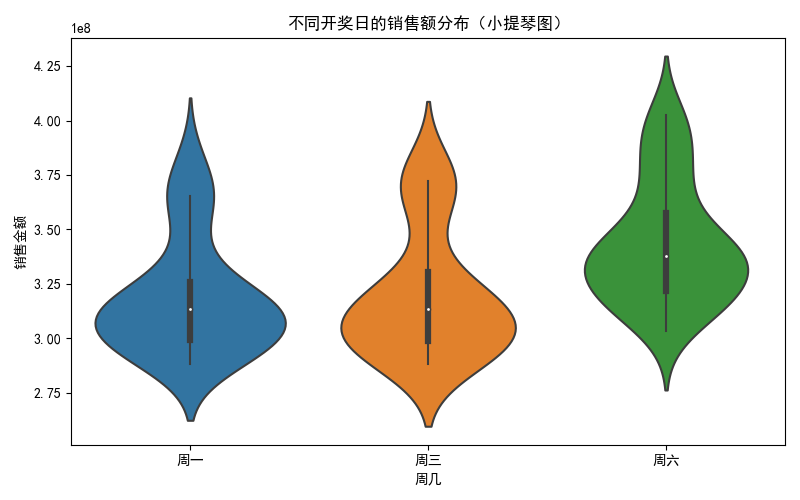 不同开奖日的销售额分布（小提琴图）
1e8
4.25
4.00
3.75
3.50
3.25
3.00
2.75
销售金额
周一 周三 周六
周几